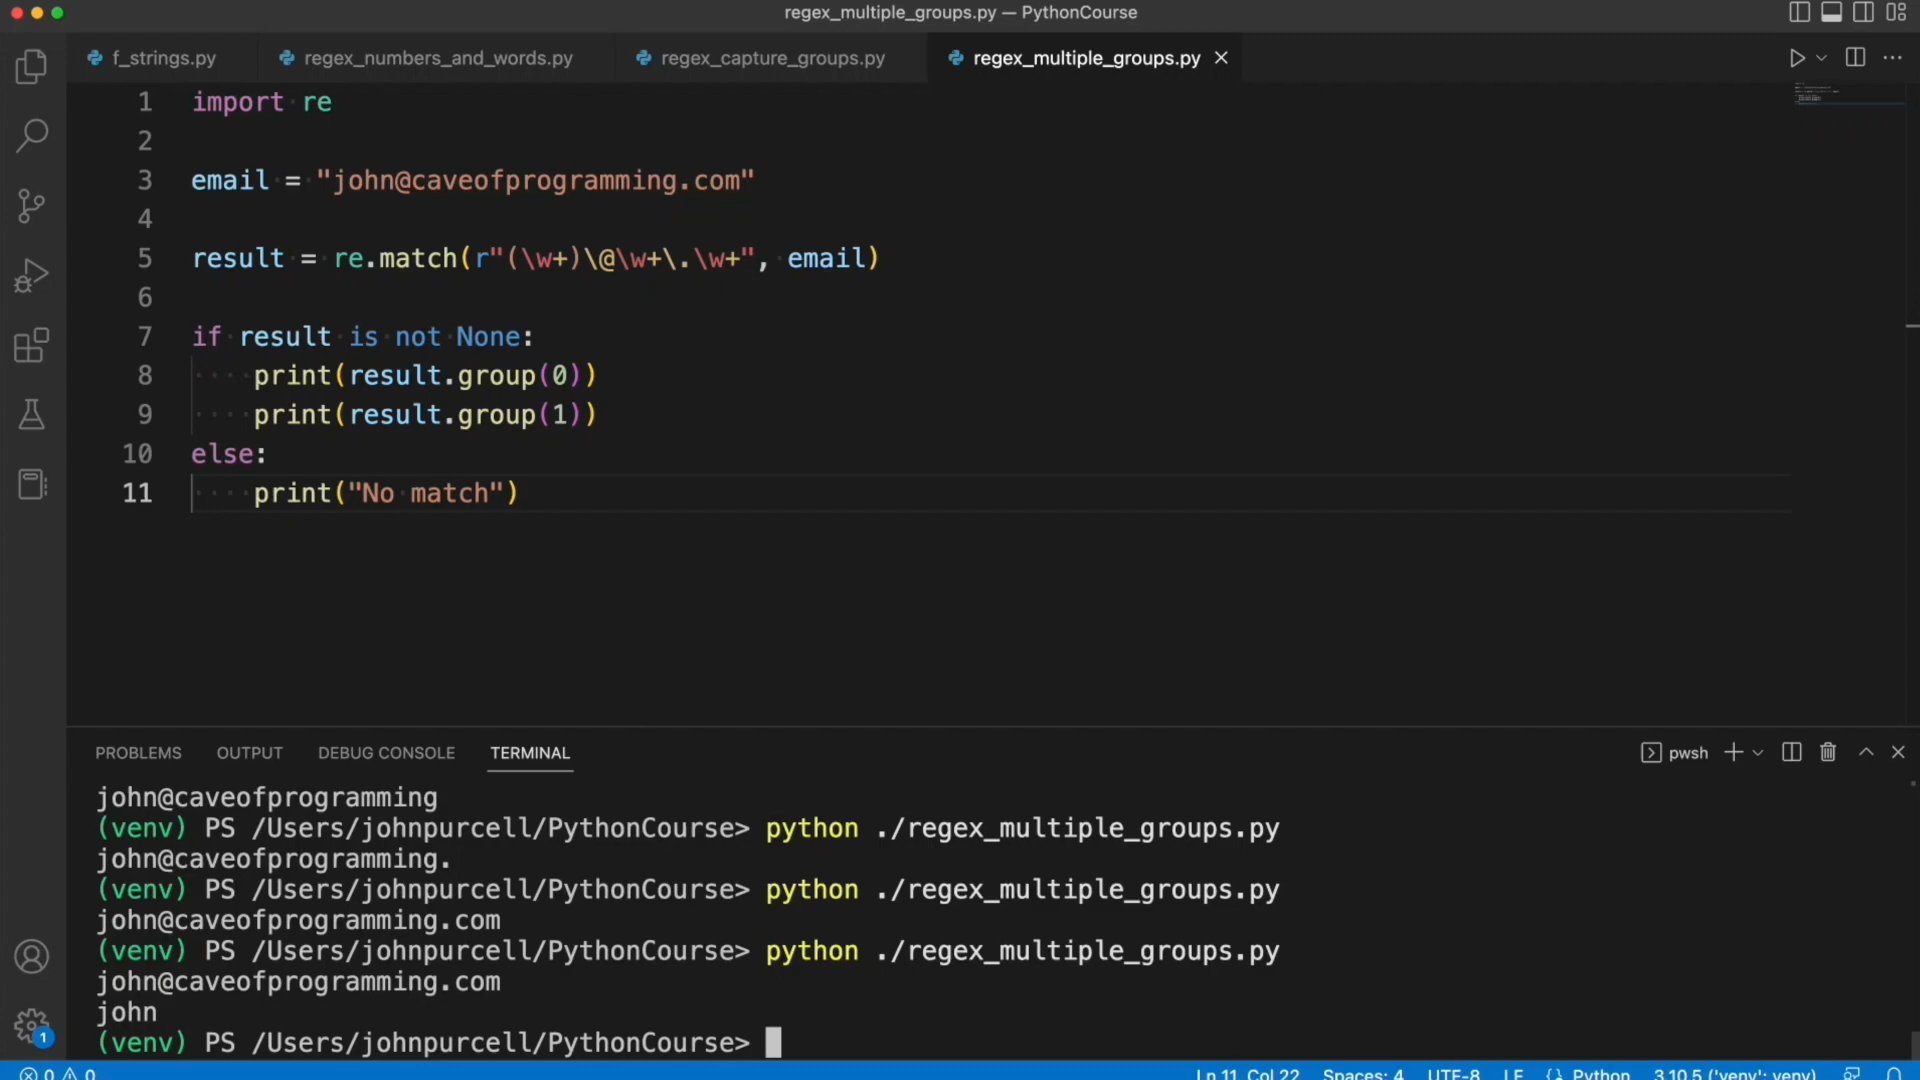 regex_multiple_groups.py — PythonCourse
f_strings.py regex_numbers_and_words.py regex_capture_groups.py regex_multiple_groups.py
1 import re
2
3 email = "john@caveofprogramming.com"
4
5 result = re.match(r"(\w+)\@\w+\.\w+", email)
6
7 if result is not None:
8 print(result.group(0))
9 print(result.group(1))
10 else:
11 print("No match")
PROBLEMS OUTPUT DEBUG CONSOLE TERMINAL pwsh
john@caveofprogramming
(venv) PS /Users/johnpurcell/PythonCourse> python ./regex_multiple_groups.py
john@caveofprogramming.
(venv) PS /Users/johnpurcell/PythonCourse> python ./regex_multiple_groups.py
john@caveofprogramming.com
(venv) PS /Users/johnpurcell/PythonCourse> python ./regex_multiple_groups.py
john@caveofprogramming.com
john
(venv) PS /Users/johnpurcell/PythonCourse>
1
0 0 Ln 11, Col 22 Spaces: 4 UTF-8 LF Python 3.10.5 ('venv': venv)